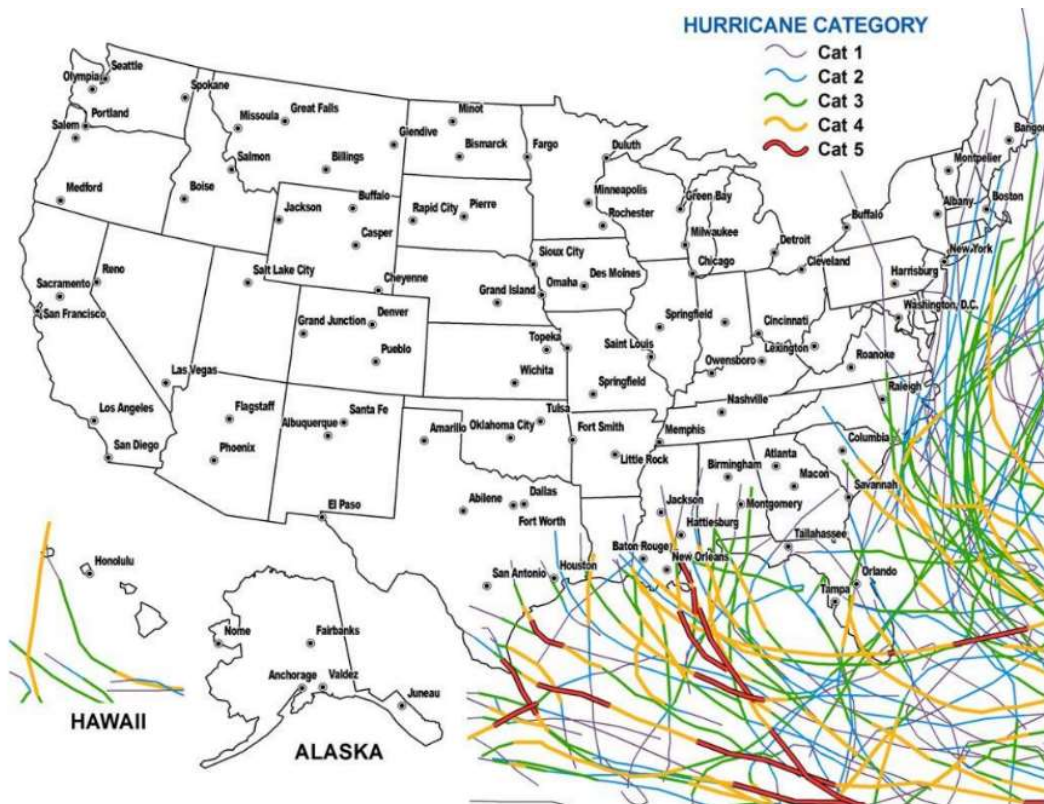 HURRICANE CATEGORY
Cat 1
Cat 2
Cat 3
Cat 4
Cat 5
Seattle
Olympia
Spokane
Portland
Salem
Medford
Missoula
Great Falls
Glendive
Salmon
Billings
Boise
Minot
Bismarck
Fargo
Duluth
Minneapolis
Rochester
Green Bay
Milwaukee
Chicago
Detroit
Cleveland
Buffalo
Albany
Montpelier
Bangor
Boston
New York
Harrisburg
Washington, D.C.
Jackson
Buffalo
Casper
Cheyenne
Rapid City
Pierre
Sioux City
Omaha
Des Moines
Grand Island
Reno
Sacramento
San Francisco
Salt Lake City
Grand Junction
Denver
Pueblo
Topeka
Wichita
Saint Louis
Springfield
Springfield
Cincinnati
Lexington
Owensboro
Roanoke
Raleigh
Las Vegas
Los Angeles
San Diego
Flagstaff
Phoenix
Albuquerque
Santa Fe
Amarillo
Oklahoma City
Tulsa
Fort Smith
Little Rock
Memphis
Nashville
Columbia
Atlanta
Macon
Birmingham
Montgomery
Savannah
El Paso
Abilene
Dallas
Fort Worth
Jackson
Hattiesburg
Tallahassee
Baton Rouge
New Orleans
Houston
San Antonio
Orlando
Tampa
Honolulu
HAWAII
Nome
Fairbanks
Anchorage
Valdez
Juneau
ALASKA